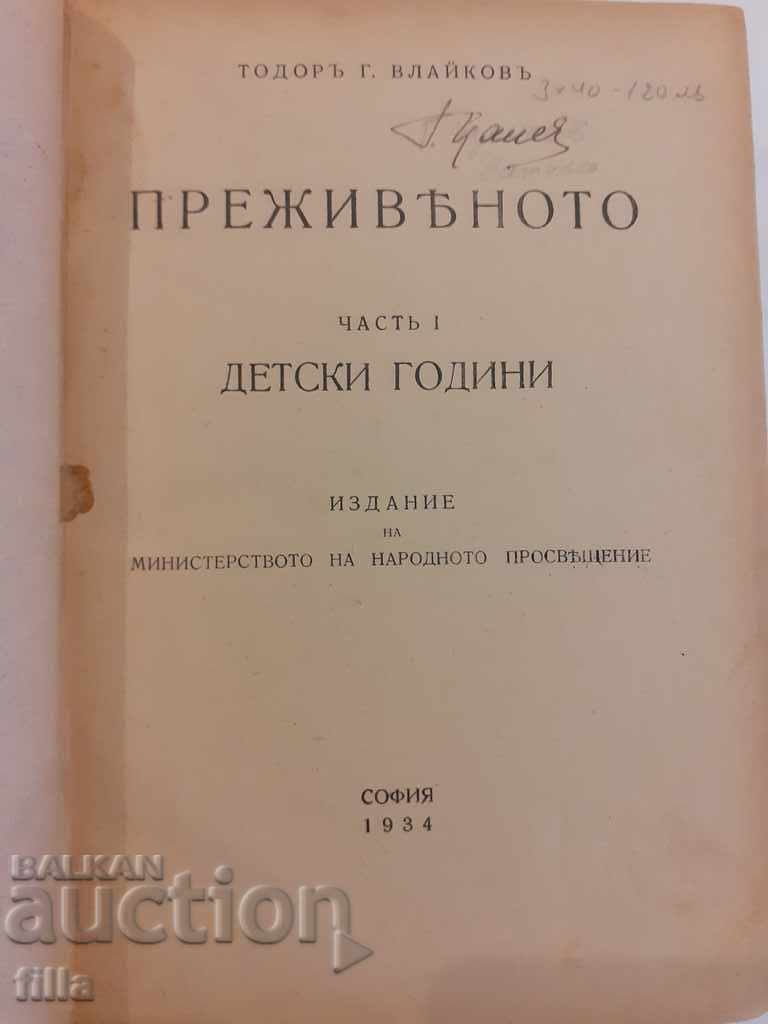 ТОДОРЪ Г. ВЛАЙКОВЪ
3×40 - 120 лв
ПРЕЖИВѢНОТО
ЧАСТЬ I
ДЕТСКИ ГОДИНИ
ИЗДАНИЕ
НА
МИНИСТЕРСТВОТО НА НАРОДНОТО ПРОСВѢЩЕНИЕ
СОФИЯ
1934
BALKAN
auction
filla